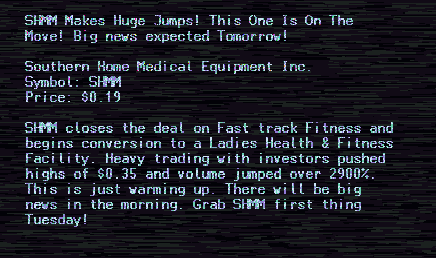 SHMM Makes Huge Jumps! This One Is On The
Move! Big news expected Tomorrow!
Southern Home Medical Equipment Inc.
Symbol: SHMM
Price: $0.19
SHMM closes the deal on Fast track Fitness and
begins conversion to a Ladies Health & Fitness
Facility. Heavy trading with investors pushed
highs of $0.35 and volume jumped over 2900%.
This is just warming up. There will be big
news in the morning. Grab SHMM first thing
Tuesday!